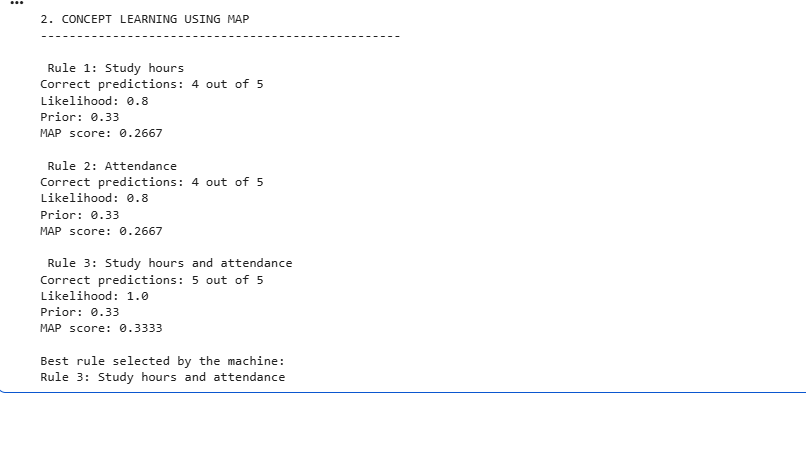 2. CONCEPT LEARNING USING MAP
--------------------------------------------------
Rule 1: Study hours
Correct predictions: 4 out of 5
Likelihood: 0.8
Prior: 0.33
MAP score: 0.2667
Rule 2: Attendance
Correct predictions: 4 out of 5
Likelihood: 0.8
Prior: 0.33
MAP score: 0.2667
Rule 3: Study hours and attendance
Correct predictions: 5 out of 5
Likelihood: 1.0
Prior: 0.33
MAP score: 0.3333
Best rule selected by the machine:
Rule 3: Study hours and attendance